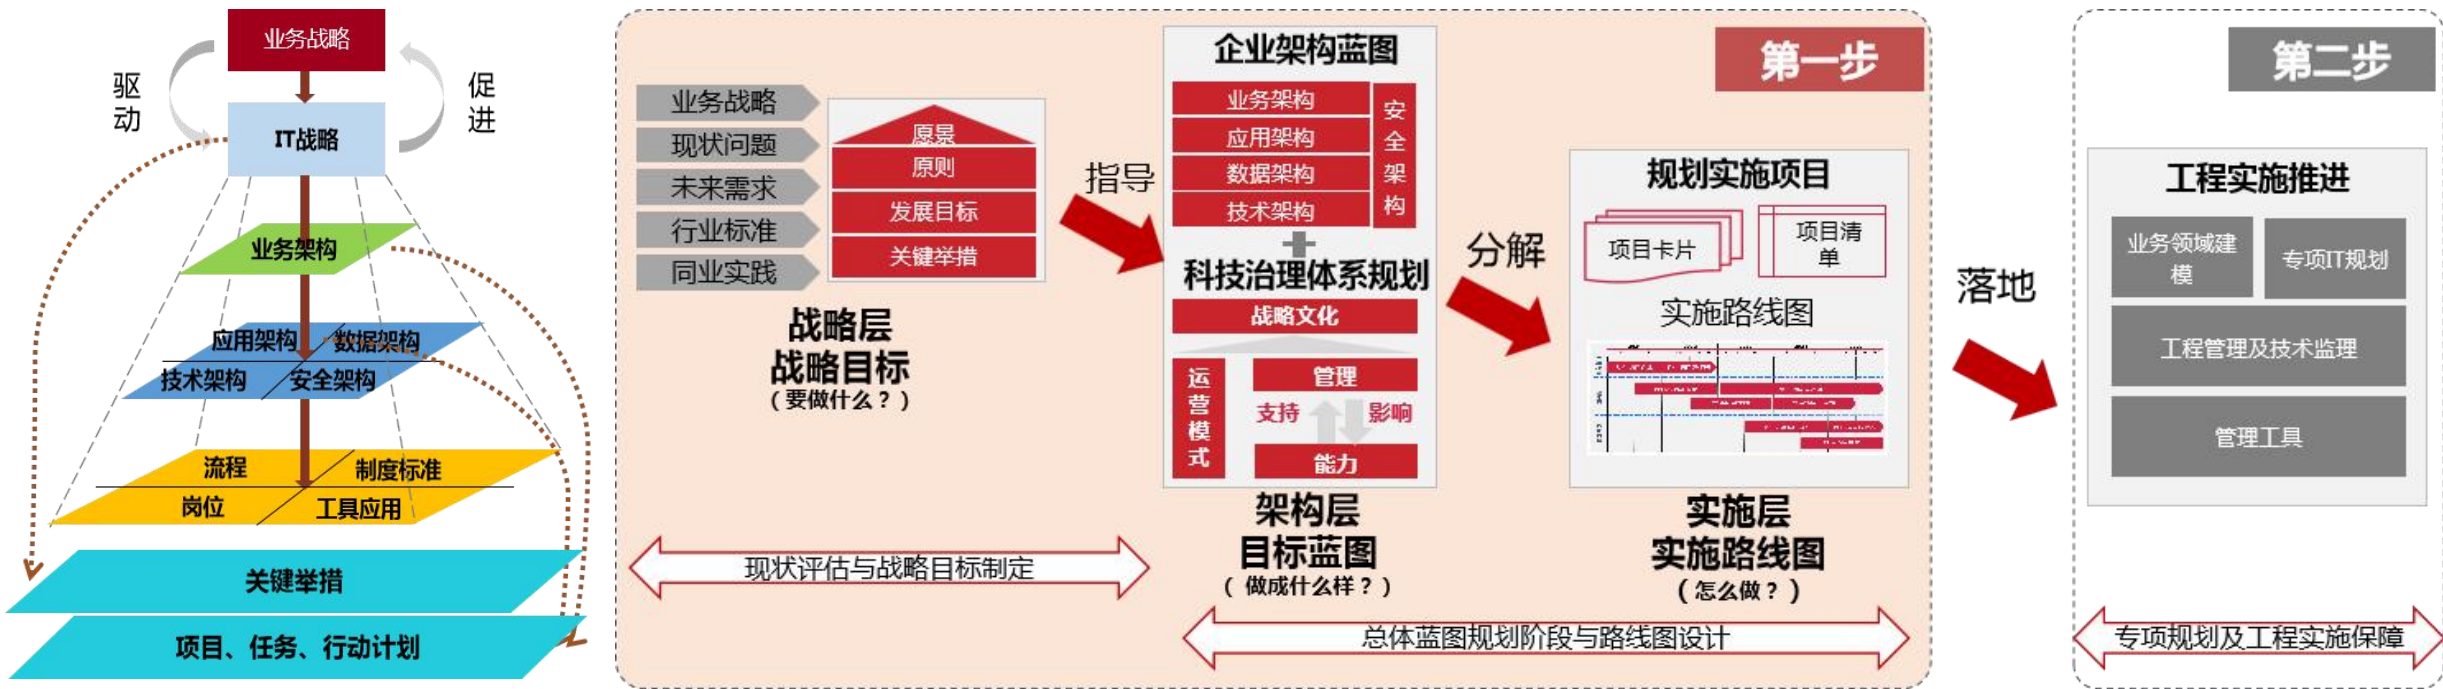 业务战略
驱动
促进
IT战略
业务架构
应用架构
数据架构
技术架构
安全架构
流程
制度标准
岗位
工具应用
关键举措
项目、任务、行动计划
第一步
业务战略
现状问题
未来需求
行业标准
同业实践
愿景
原则
发展目标
关键举措
战略层
战略目标
（要做什么？）
指导
企业架构蓝图
业务架构
应用架构
数据架构
技术架构
安全架构
科技治理体系规划
战略文化
运营模式
管理
支持
影响
能力
架构层
目标蓝图
（ 做成什么样？）
分解
规划实施项目
项目卡片
项目清
单
实施路线图
实施层
实施路线图
（怎么做？）
现状评估与战略目标制定
总体蓝图规划阶段与路线图设计
落地
第二步
工程实施推进
业务领域建
模
专项IT规划
工程管理及技术监理
管理工具
专项规划及工程实施保障